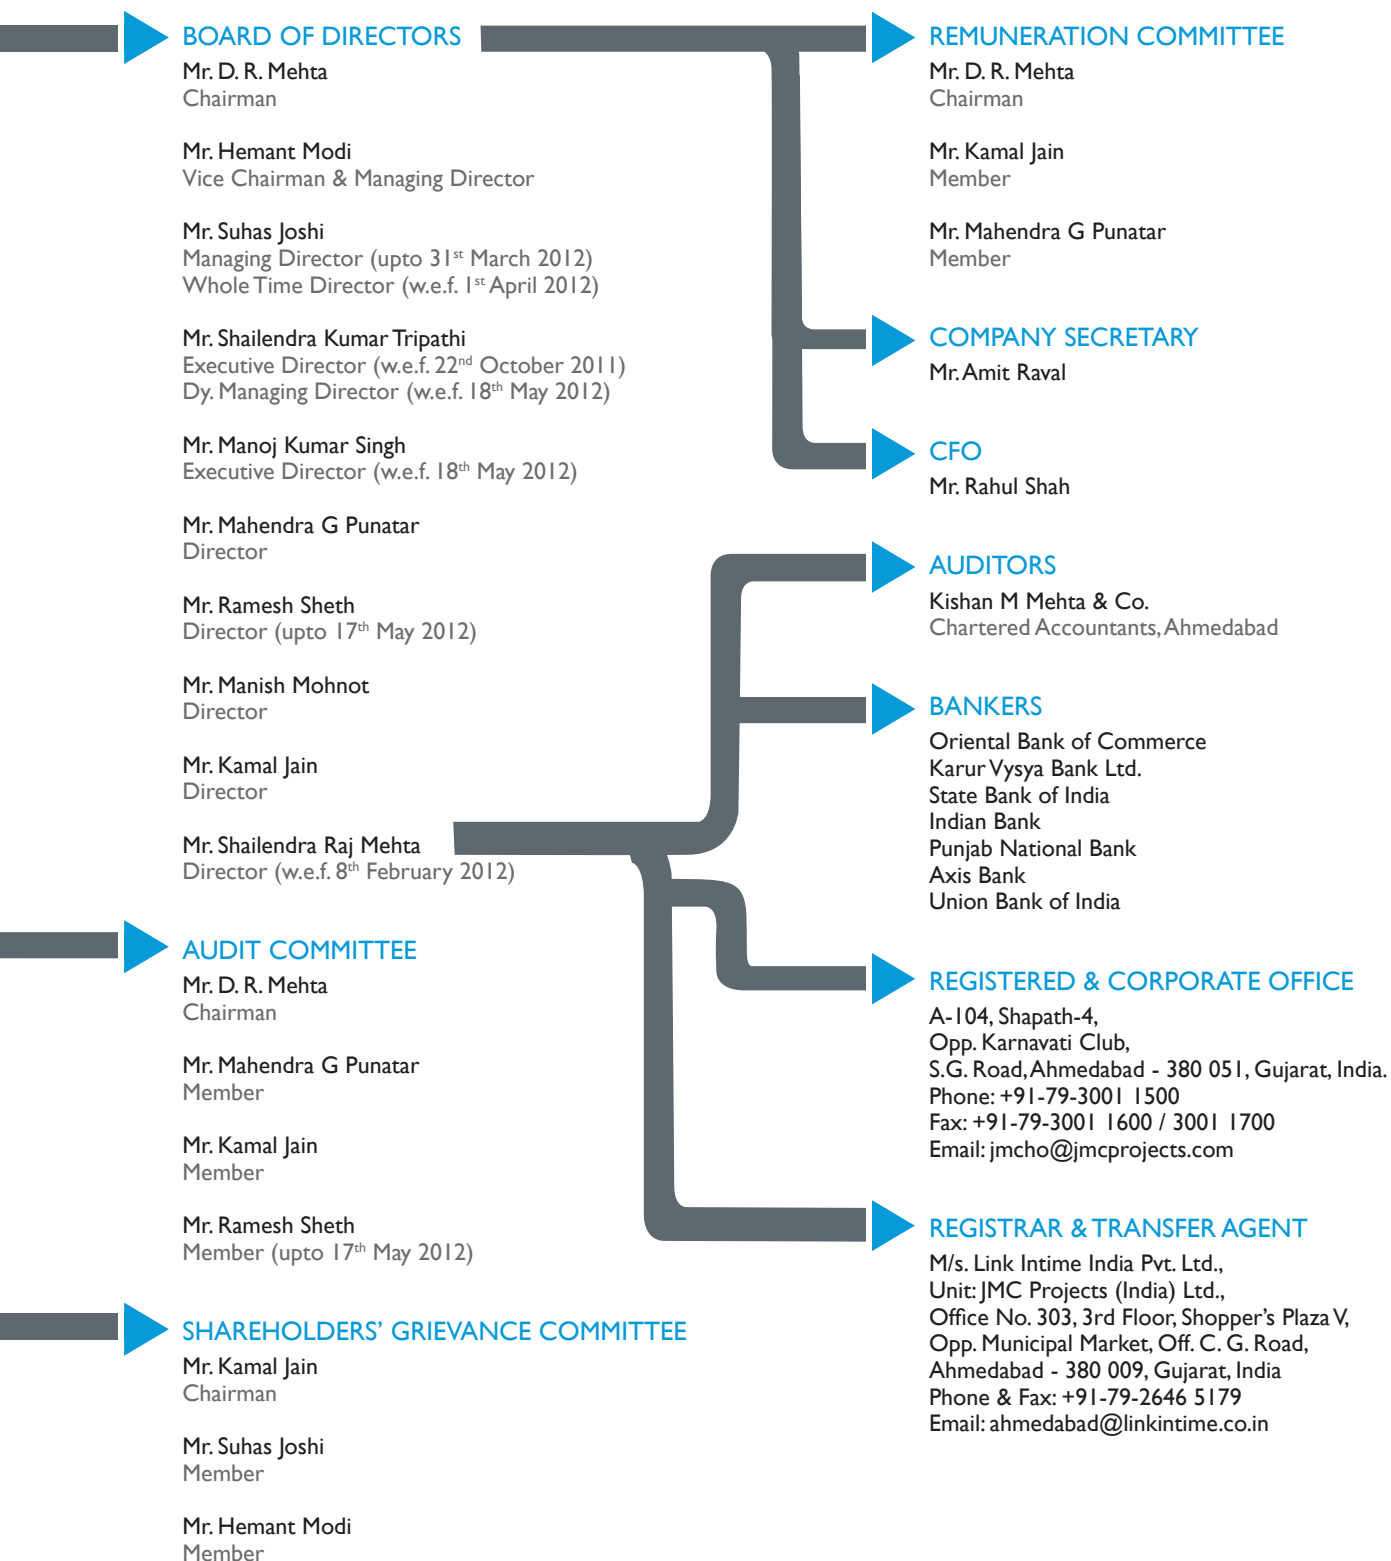 BOARD OF DIRECTORS
Mr. D. R. Mehta
Chairman
Mr. Hemant Modi
Vice Chairman & Managing Director
Mr. Suhas Joshi
Managing Director (upto 31st March 2012)
Whole Time Director (w.e.f. 1st April 2012)
Mr. Shailendra Kumar Tripathi
Executive Director (w.e.f. 22nd October 2011)
Dy. Managing Director (w.e.f. 18th May 2012)
Mr. Manoj Kumar Singh
Executive Director (w.e.f. 18th May 2012)
Mr. Mahendra G Punatar
Director
Mr. Ramesh Sheth
Director (upto 17th May 2012)
Mr. Manish Mohnot
Director
Mr. Kamal Jain
Director
Mr. Shailendra Raj Mehta
Director (w.e.f. 8th February 2012)
AUDIT COMMITTEE
Mr. D. R. Mehta
Chairman
Mr. Mahendra G Punatar
Member
Mr. Kamal Jain
Member
Mr. Ramesh Sheth
Member (upto 17th May 2012)
SHAREHOLDERS’ GRIEVANCE COMMITTEE
Mr. Kamal Jain
Chairman
Mr. Suhas Joshi
Member
Mr. Hemant Modi
Member
REMUNERATION COMMITTEE
Mr. D. R. Mehta
Chairman
Mr. Kamal Jain
Member
Mr. Mahendra G Punatar
Member
COMPANY SECRETARY
Mr. Amit Raval
CFO
Mr. Rahul Shah
AUDITORS
Kishan M Mehta & Co.
Chartered Accountants, Ahmedabad
BANKERS
Oriental Bank of Commerce
Karur Vysya Bank Ltd.
State Bank of India
Indian Bank
Punjab National Bank
Axis Bank
Union Bank of India
REGISTERED & CORPORATE OFFICE
A-104, Shapath-4,
Opp. Karnavati Club,
S.G. Road, Ahmedabad - 380 051, Gujarat, India.
Phone: +91-79-3001 1500
Fax: +91-79-3001 1600 / 3001 1700
Email: jmcho@jmcprojects.com
REGISTRAR & TRANSFER AGENT
M/s. Link Intime India Pvt. Ltd.,
Unit: JMC Projects (India) Ltd.,
Office No. 303, 3rd Floor, Shopper’s Plaza V,
Opp. Municipal Market, Off. C. G. Road,
Ahmedabad - 380 009, Gujarat, India
Phone & Fax: +91-79-2646 5179
Email: ahmedabad@linkintime.co.in